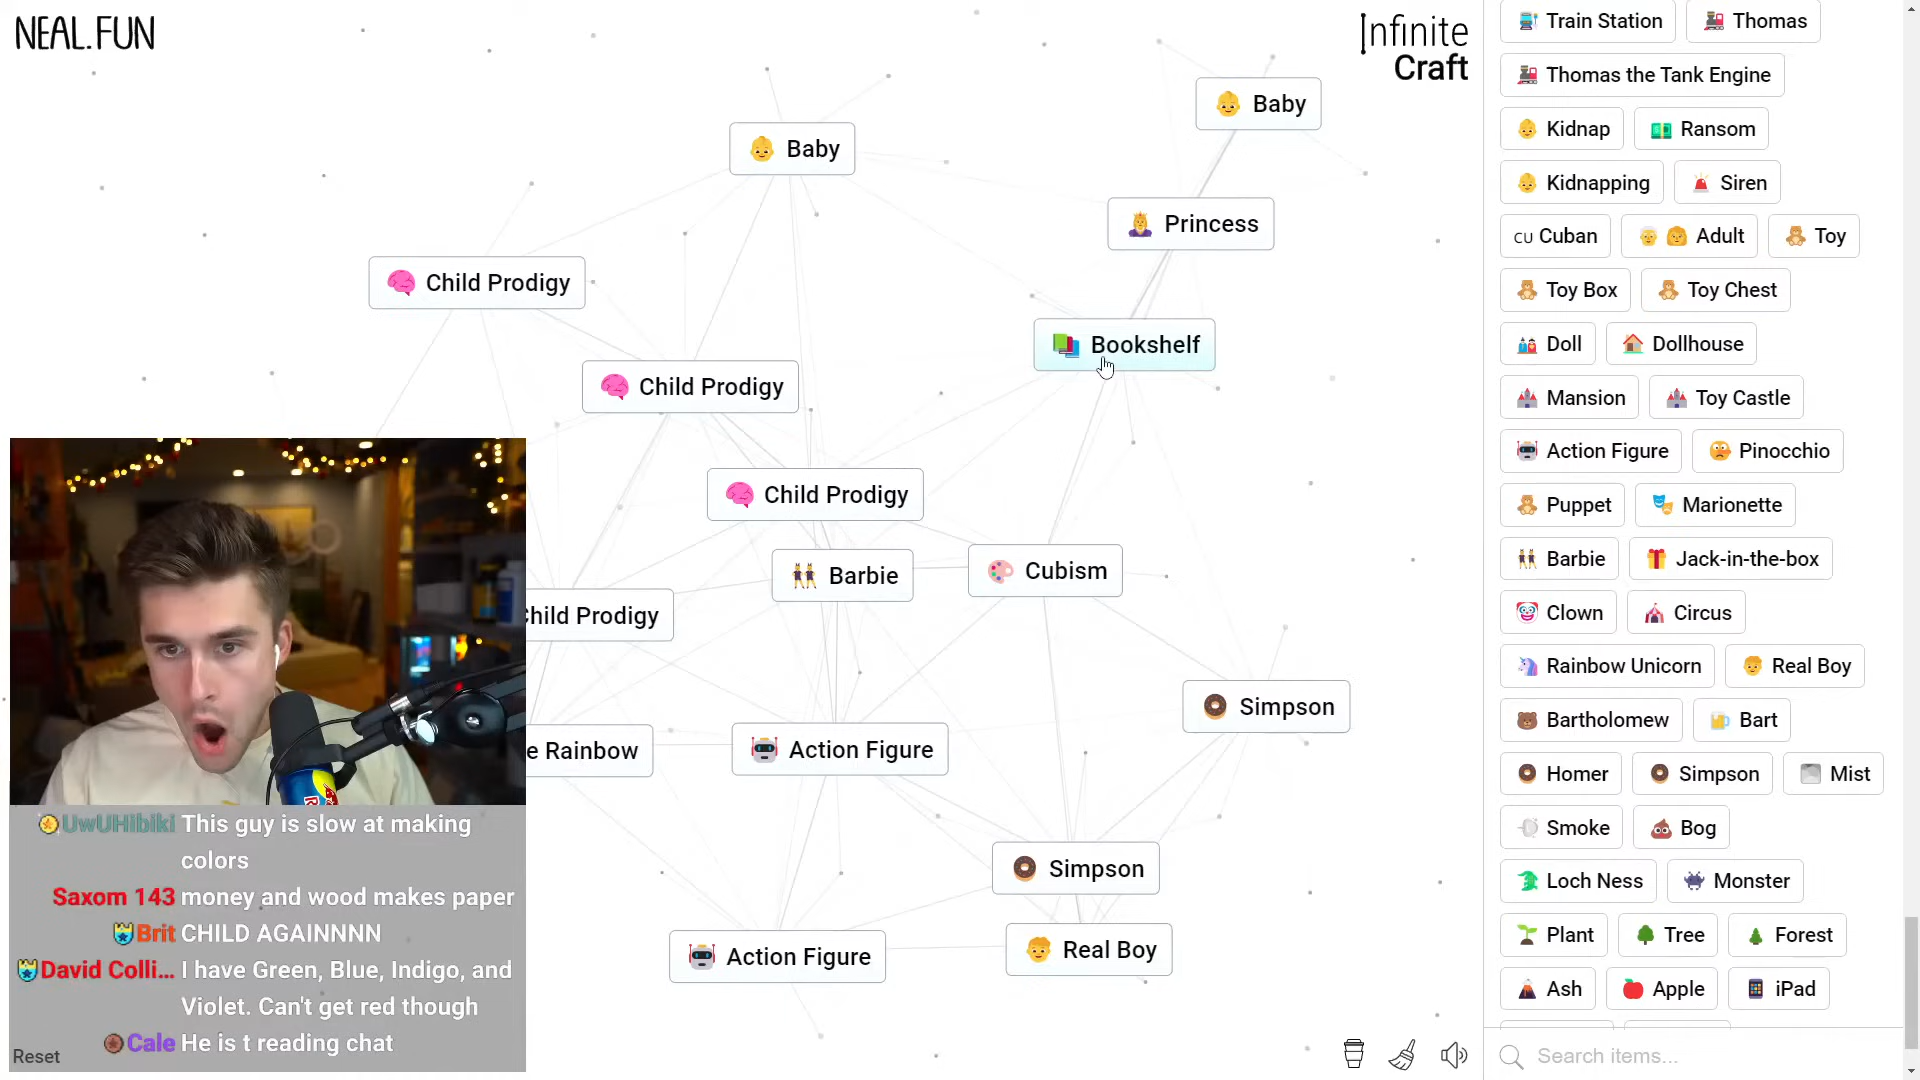 NEAL.FUN
Infinite
Craft
Baby
Baby
Princess
Child Prodigy
Bookshelf
Child Prodigy
Child Prodigy
Barbie
Cubism
Child Prodigy
Simpson
e Rainbow
Action Figure
Simpson
Action Figure
Real Boy
UwUHibiki This guy is slow at making
colors
Saxom 143 money and wood makes paper
Brit CHILD AGAINNNN
David Colli... I have Green, Blue, Indigo, and
Violet. Can't get red though
Cale He is t reading chat
Reset
Train Station Thomas
Thomas the Tank Engine
Kidnap Ransom
Kidnapping Siren
CU Cuban Adult Toy
Toy Box Toy Chest
Doll Dollhouse
Mansion Toy Castle
Action Figure Pinocchio
Puppet Marionette
Barbie Jack-in-the-box
Clown Circus
Rainbow Unicorn Real Boy
Bartholomew Bart
Homer Simpson Mist
Smoke Bog
Loch Ness Monster
Plant Tree Forest
Ash Apple iPad
Search items...